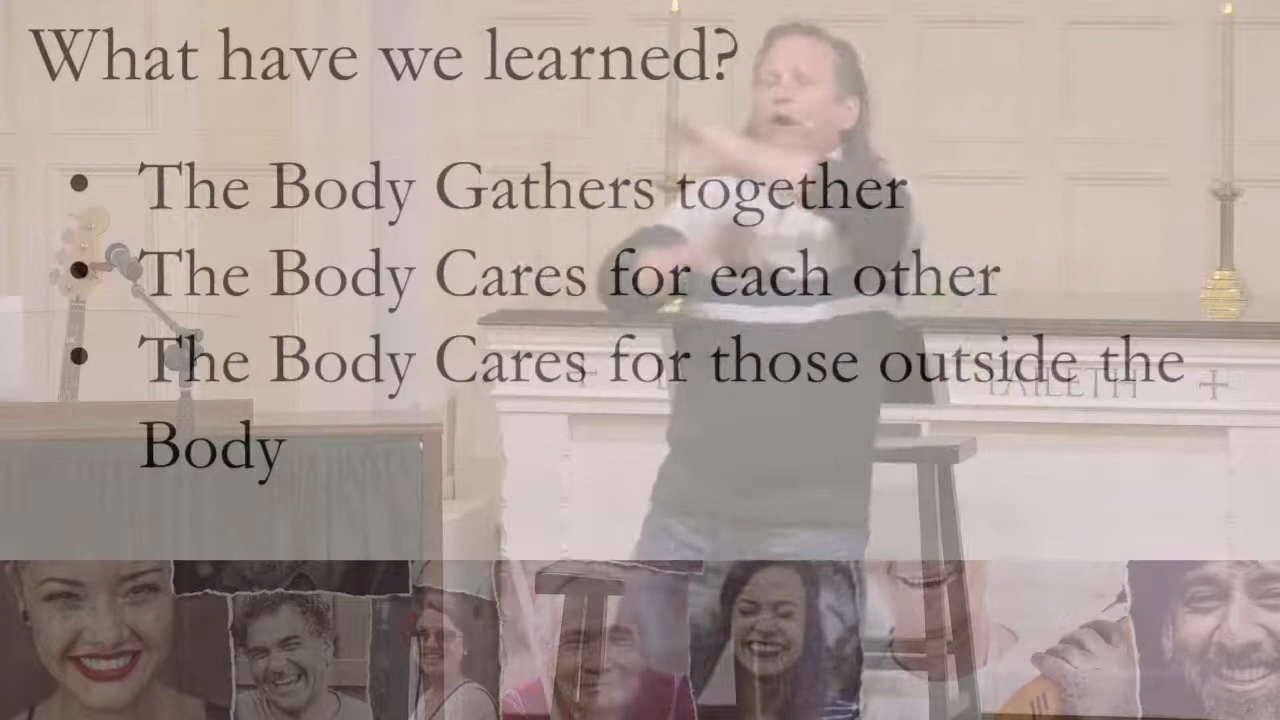 What have we learned?
• The Body Gathers together
• The Body Cares for each other
• The Body Cares for those outside the
Body
FAILETH